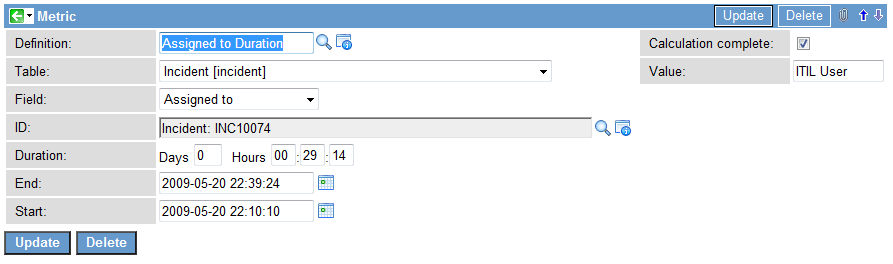 Metric Update Delete
Definition: Assigned to Duration Calculation complete:
Table: Incident [incident] Value: ITIL User
Field: Assigned to
ID: Incident: INC10074
Duration: Days 0 Hours 00 : 29 : 14
End: 2009-05-20 22:39:24
Start: 2009-05-20 22:10:10
Update Delete